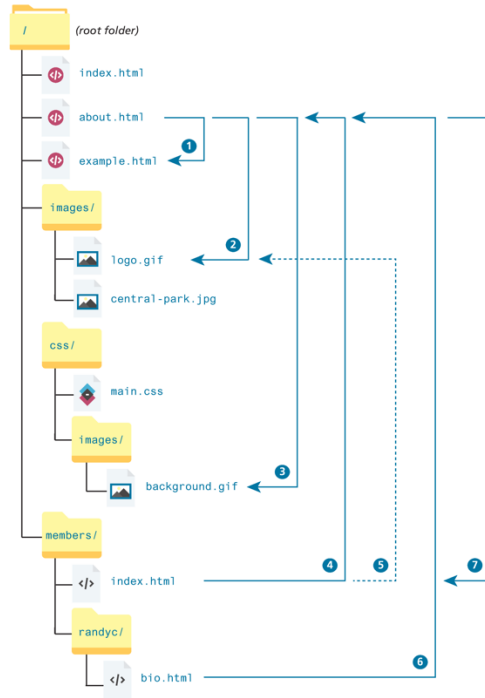 / (root folder)
index.html
about.html
1
example.html
images/
2
logo.gif
central-park.jpg
css/
main.css
images/
3
background.gif
members/
4
5
7
index.html
randyc/
6
bio.html